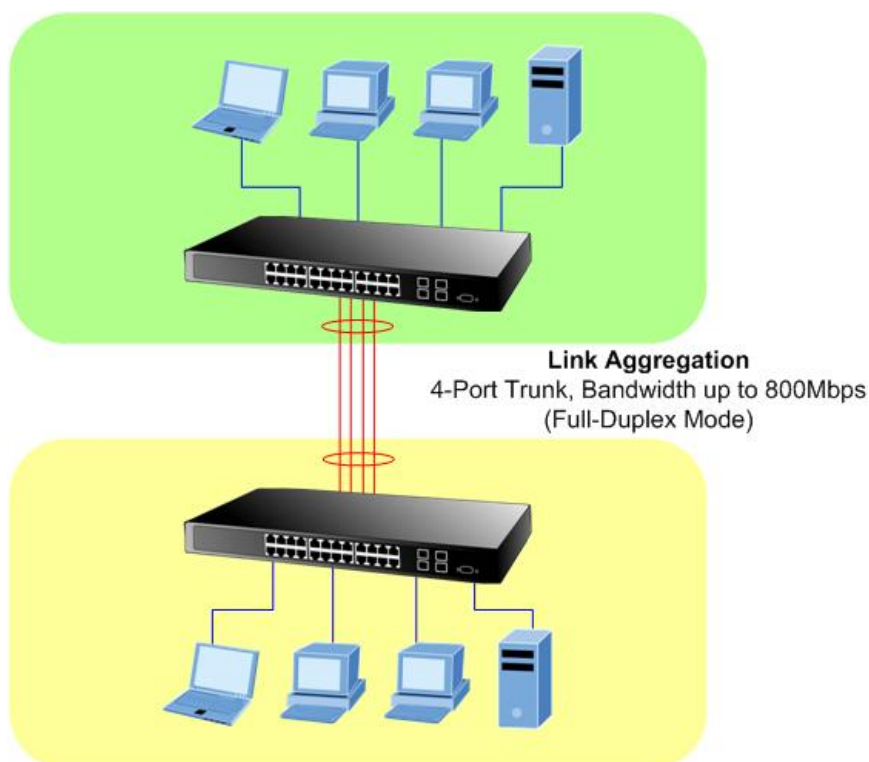 Link Aggregation
4-Port Trunk, Bandwidth up to 800Mbps
(Full-Duplex Mode)